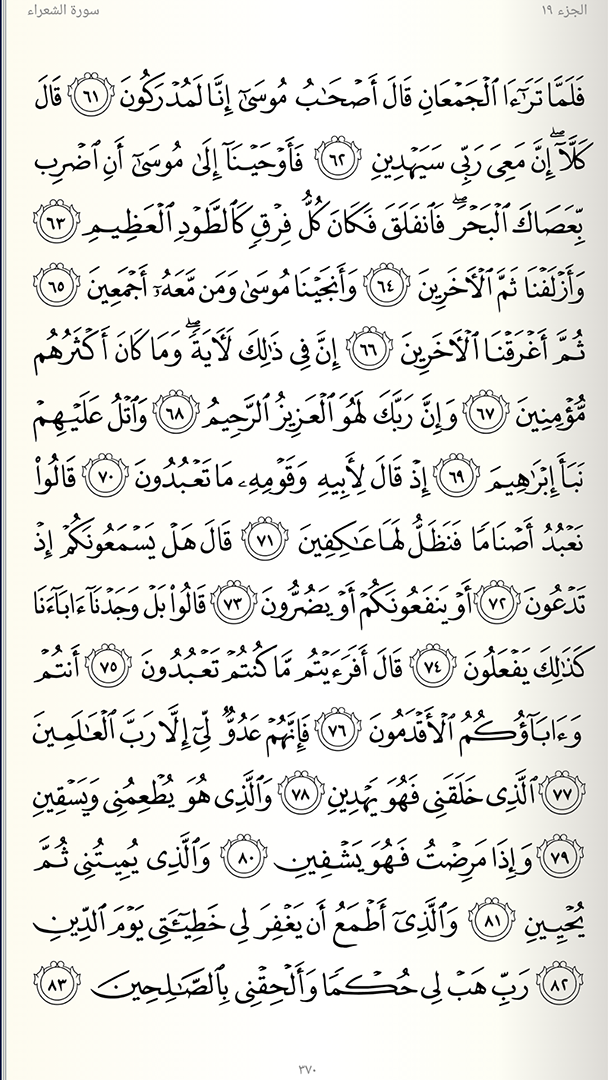 الجزء ١٩
سورة الشعراء
فَلَمَّا تَرَٰٓءَا ٱلۡجَمۡعَانِ قَالَ أَصۡحَٰبُ مُوسَىٰٓ إِنَّا لَمُدۡرَكُونَ ٦١ قَالَ
كَلَّآۖ إِنَّ مَعِيَ رَبِّي سَيَهۡدِينِ ٦٢ فَأَوۡحَيۡنَآ إِلَىٰ مُوسَىٰٓ أَنِ ٱضۡرِب
بِّعَصَاكَ ٱلۡبَحۡرَۖ فَٱنفَلَقَ فَكَانَ كُلُّ فِرۡقٖ كَٱلطَّوۡدِ ٱلۡعَظِيمِ ٦٣
وَأَزۡلَفۡنَا ثَمَّ ٱلۡأٓخَرِينَ ٦٤ وَأَنجَيۡنَا مُوسَىٰ وَمَن مَّعَهُۥٓ أَجۡمَعِينَ ٦٥
ثُمَّ أَغۡرَقۡنَا ٱلۡأٓخَرِينَ ٦٦ إِنَّ فِي ذَٰلِكَ لَأٓيَةٗۖ وَمَا كَانَ أَكۡثَرُهُم
مُّؤۡمِنِينَ ٦٧ وَإِنَّ رَبَّكَ لَهُوَ ٱلۡعَزِيزُ ٱلرَّحِيمُ ٦٨ وَٱتۡلُ عَلَيۡهِمۡ
نَبَأَ إِبۡرَٰهِيمَ ٦٩ إِذۡ قَالَ لِأَبِيهِ وَقَوۡمِهِۦ مَا تَعۡبُدُونَ ٧٠ قَالُواْ
نَعۡبُدُ أَصۡنَامٗا فَنَظَلُّ لَهَا عَٰكِفِينَ ٧١ قَالَ هَلۡ يَسۡمَعُونَكُمۡ إِذۡ
تَدۡعُونَ ٧٢ أَوۡ يَنفَعُونَكُمۡ أَوۡ يَضُرُّونَ ٧٣ قَالُواْ بَلۡ وَجَدۡنَآ ءَابَآءَنَا
كَذَٰلِكَ يَفۡعَلُونَ ٧٤ قَالَ أَفَرَءَيۡتُم مَّا كُنتُمۡ تَعۡبُدُونَ ٧٥ أَنتُمۡ
وَءَابَآؤُكُمُ ٱلۡأَقۡدَمُونَ ٧٦ فَإِنَّهُمۡ عَدُوّٞ لِّيٓ إِلَّا رَبَّ ٱلۡعَٰلَمِينَ
٧٧ ٱلَّذِي خَلَقَنِي فَهُوَ يَهۡدِينِ ٧٨ وَٱلَّذِي هُوَ يُطۡعِمُنِي وَيَسۡقِينِ
٧٩ وَإِذَا مَرِضۡتُ فَهُوَ يَشۡفِينِ ٨٠ وَٱلَّذِي يُمِيتُنِي ثُمَّ
يُحۡيِينِ ٨١ وَٱلَّذِيٓ أَطۡمَعُ أَن يَغۡفِرَ لِي خَطِيٓـَٔتِي يَوۡمَ ٱلدِّينِ
٨٢ رَبِّ هَبۡ لِي حُكۡمٗا وَأَلۡحِقۡنِي بِٱلصَّٰلِحِينَ ٨٣
٣٧٠